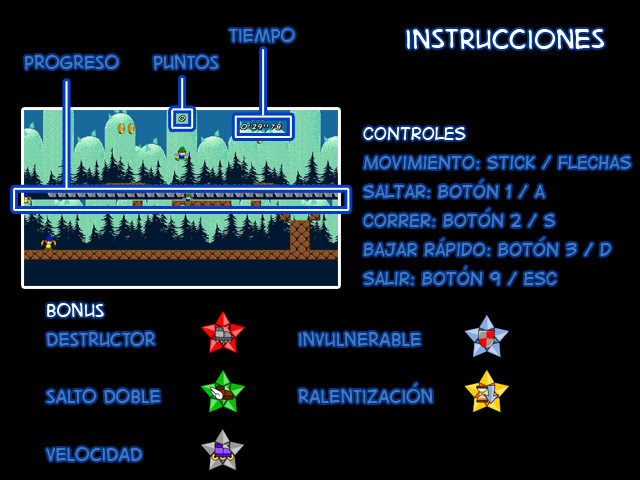 INSTRUCCIONES
TIEMPO
PROGRESO
PUNTOS
CONTROLES
MOVIMIENTO: STICK / FLECHAS
SALTAR: BOTÓN 1 / A
CORRER: BOTÓN 2 / S
BAJAR RÁPIDO: BOTÓN 3 / D
SALIR: BOTÓN 9 / ESC
BONUS
DESTRUCTOR
INVULNERABLE
SALTO DOBLE
RALENTIZACIÓN
VELOCIDAD